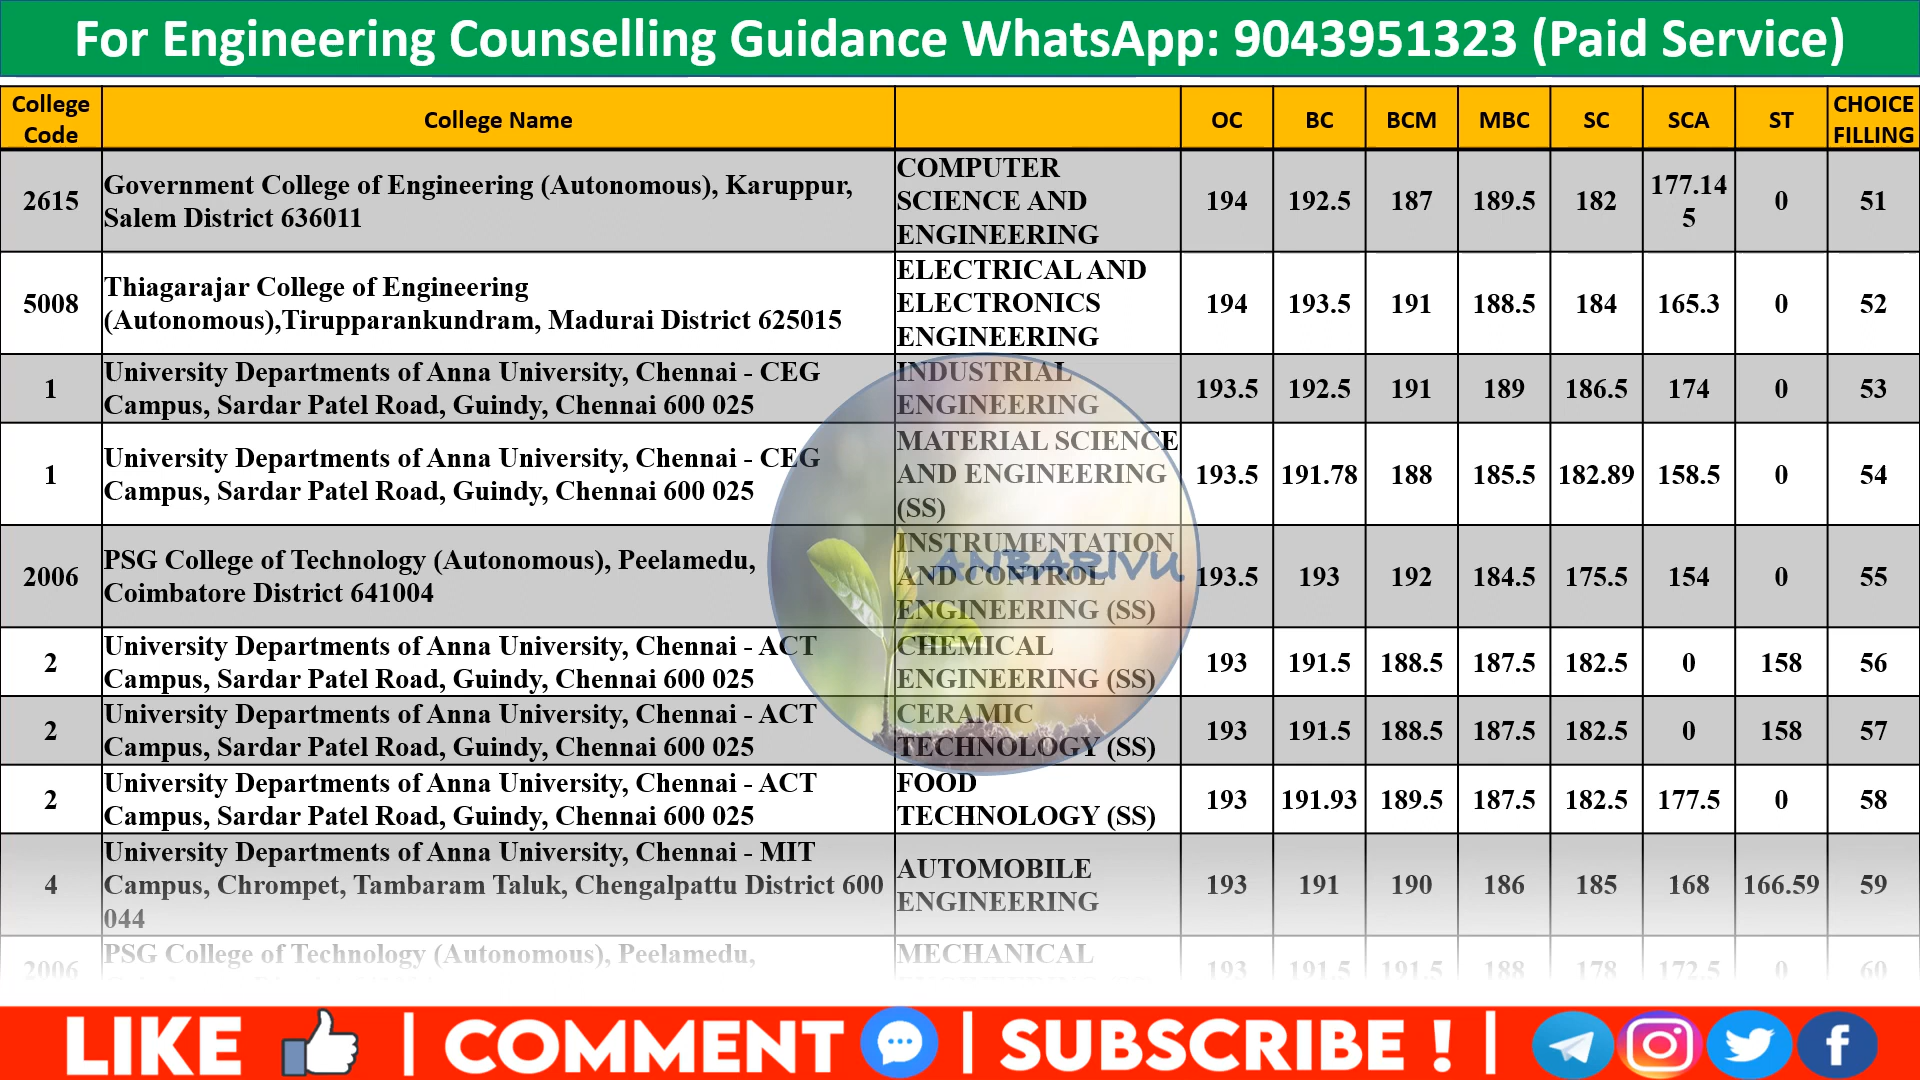 For Engineering Counselling Guidance WhatsApp: 9043951323 (Paid Service)
College Code College Name OC BC BCM MBC SC SCA ST CHOICE FILLING
2615 Government College of Engineering (Autonomous), Karuppur, Salem District 636011 COMPUTER SCIENCE AND ENGINEERING 194 192.5 187 189.5 182 177.145 0 51
5008 Thiagarajar College of Engineering (Autonomous),Tirupparankundram, Madurai District 625015 ELECTRICAL AND ELECTRONICS ENGINEERING 194 193.5 191 188.5 184 165.3 0 52
1 University Departments of Anna University, Chennai - CEG Campus, Sardar Patel Road, Guindy, Chennai 600 025 INDUSTRIAL ENGINEERING 193.5 192.5 191 189 186.5 174 0 53
1 University Departments of Anna University, Chennai - CEG Campus, Sardar Patel Road, Guindy, Chennai 600 025 MATERIAL SCIENCE AND ENGINEERING (SS) 193.5 191.78 188 185.5 182.89 158.5 0 54
2006 PSG College of Technology (Autonomous), Peelamedu, Coimbatore District 641004 INSTRUMENTATION AND CONTROL ENGINEERING (SS) 193.5 193 192 184.5 175.5 154 0 55
ANBARIVU
2 University Departments of Anna University, Chennai - ACT Campus, Sardar Patel Road, Guindy, Chennai 600 025 CHEMICAL ENGINEERING (SS) 193 191.5 188.5 187.5 182.5 0 158 56
2 University Departments of Anna University, Chennai - ACT Campus, Sardar Patel Road, Guindy, Chennai 600 025 CERAMIC TECHNOLOGY (SS) 193 191.5 188.5 187.5 182.5 0 158 57
2 University Departments of Anna University, Chennai - ACT Campus, Sardar Patel Road, Guindy, Chennai 600 025 FOOD TECHNOLOGY (SS) 193 191.93 189.5 187.5 182.5 177.5 0 58
4 University Departments of Anna University, Chennai - MIT Campus, Chrompet, Tambaram Taluk, Chengalpattu District 600 044 AUTOMOBILE ENGINEERING 193 191 190 186 185 168 166.59 59
2006 PSG College of Technology (Autonomous), Peelamedu, MECHANICAL 193 191.5 191.5 188 178 172.5 0 60
LIKE | COMMENT | SUBSCRIBE ! |